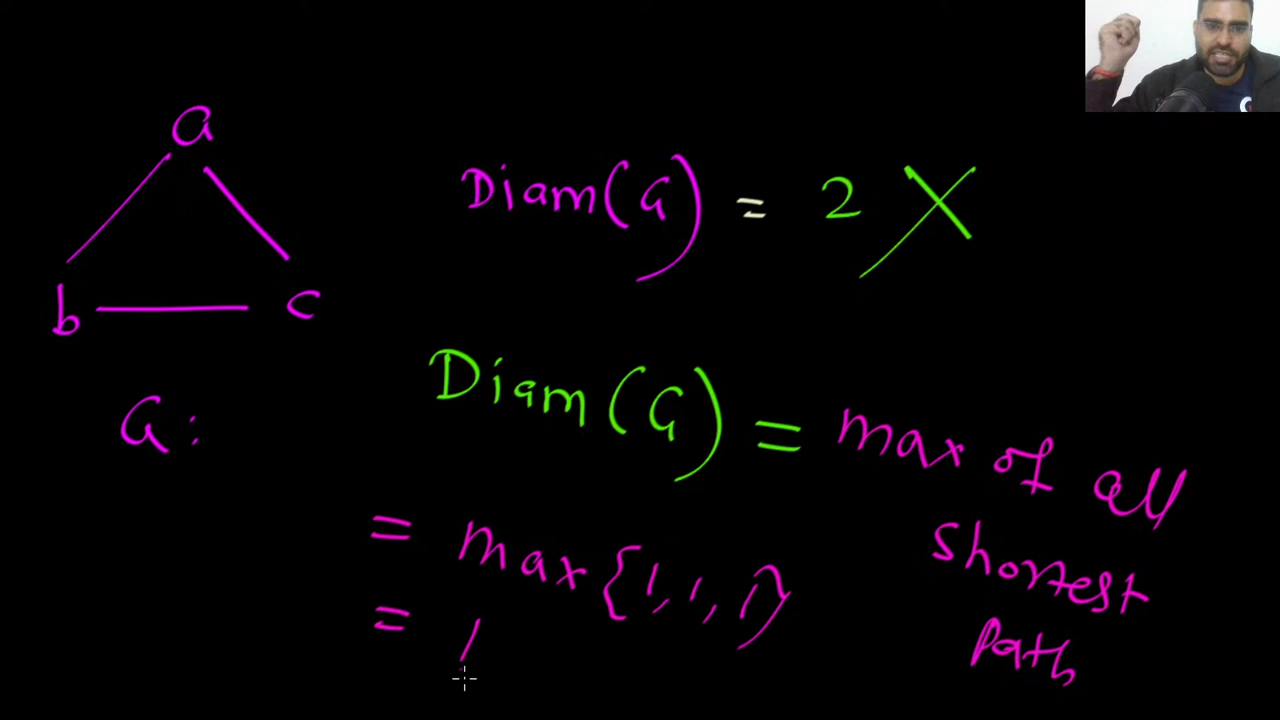 a
Diam(G) = 2 X
b c
Diam(G) = max of all
shortest
path
G:
= max{1,1,1}
= 1